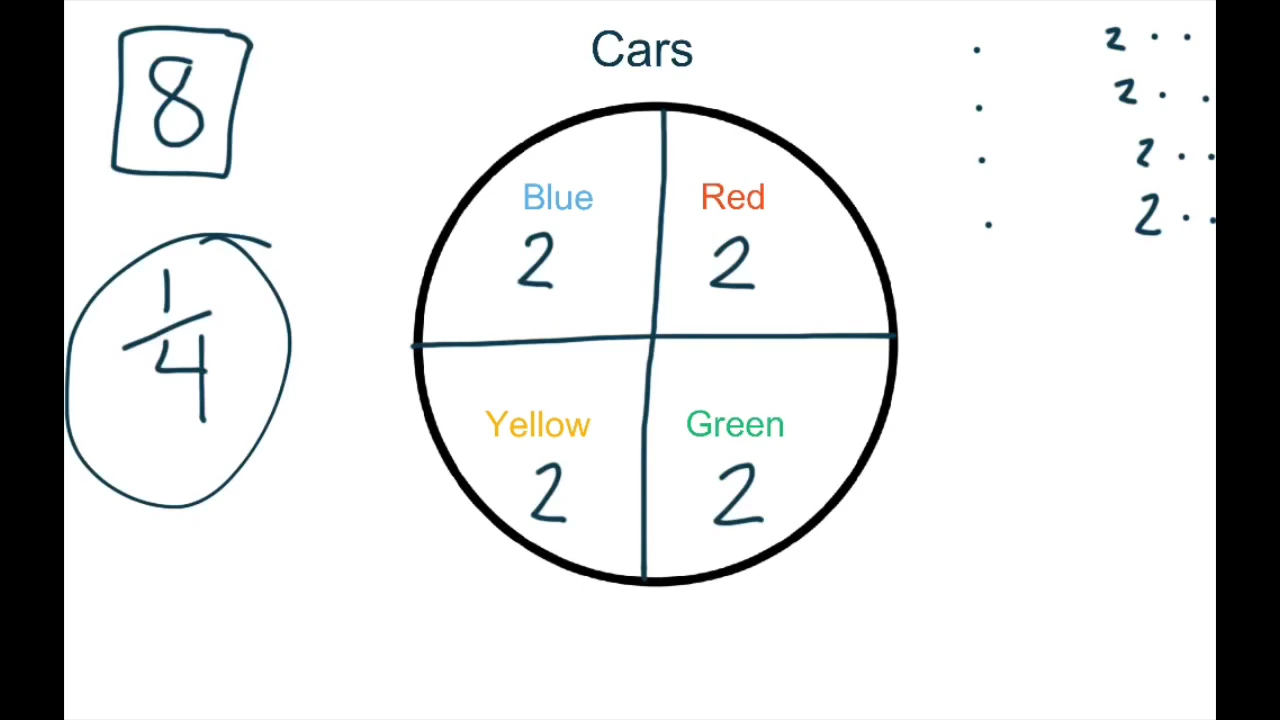 8
Cars
. 2 . .
. 2 . .
. 2 . .
. 2 . .
Blue Red
2 2
1/4
Yellow Green
2 2